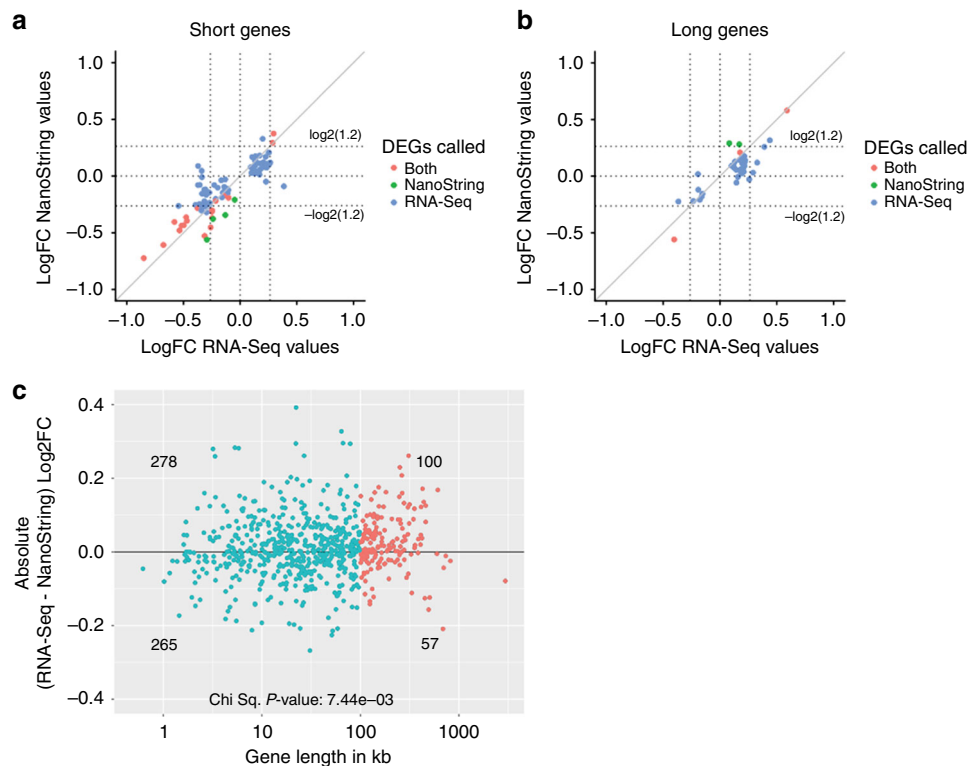 a
Short genes
LogFC NanoString values
1.0
0.5
0.0
−0.5
−1.0
log2(1.2)
−log2(1.2)
−1.0 −0.5 0.0 0.5 1.0
LogFC RNA-Seq values
DEGs called
Both
NanoString
RNA-Seq
b
Long genes
LogFC NanoString values
1.0
0.5
0.0
−0.5
−1.0
log2(1.2)
−log2(1.2)
−1.0 −0.5 0.0 0.5 1.0
LogFC RNA-Seq values
DEGs called
Both
NanoString
RNA-Seq
c
Absolute
(RNA-Seq - NanoString) Log2FC
0.4
0.2
0.0
−0.2
−0.4
278 100
265 57
Chi Sq. P-value: 7.44e−03
1 10 100 1000
Gene length in kb